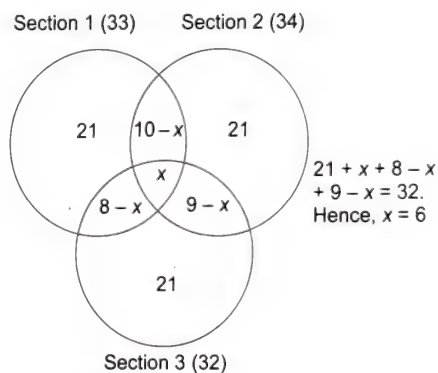 Section 1 (33) Section 2 (34)
21 10 – x 21
x
8 – x 9 – x
21
21 + x + 8 – x
+ 9 – x = 32.
Hence, x = 6
Section 3 (32)